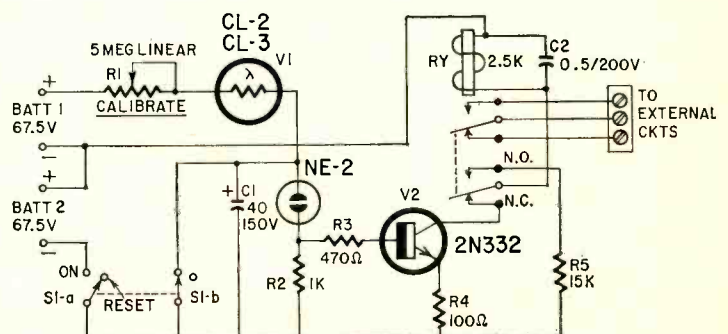 CL-2
CL-3
V1
5 MEG LINEAR
R1
CALIBRATE
λ
+
BATT 1
67.5V
−
+
BATT 2
67.5V
−
ON
S1-a
RESET
S1-b
+
C1
40
150V
NE-2
R2
1K
R3
470Ω
V2
2N332
R4
100Ω
R5
15K
RY
2.5K
C2
0.5/200V
TO
EXTERNAL
CKTS
N.O.
N.C.